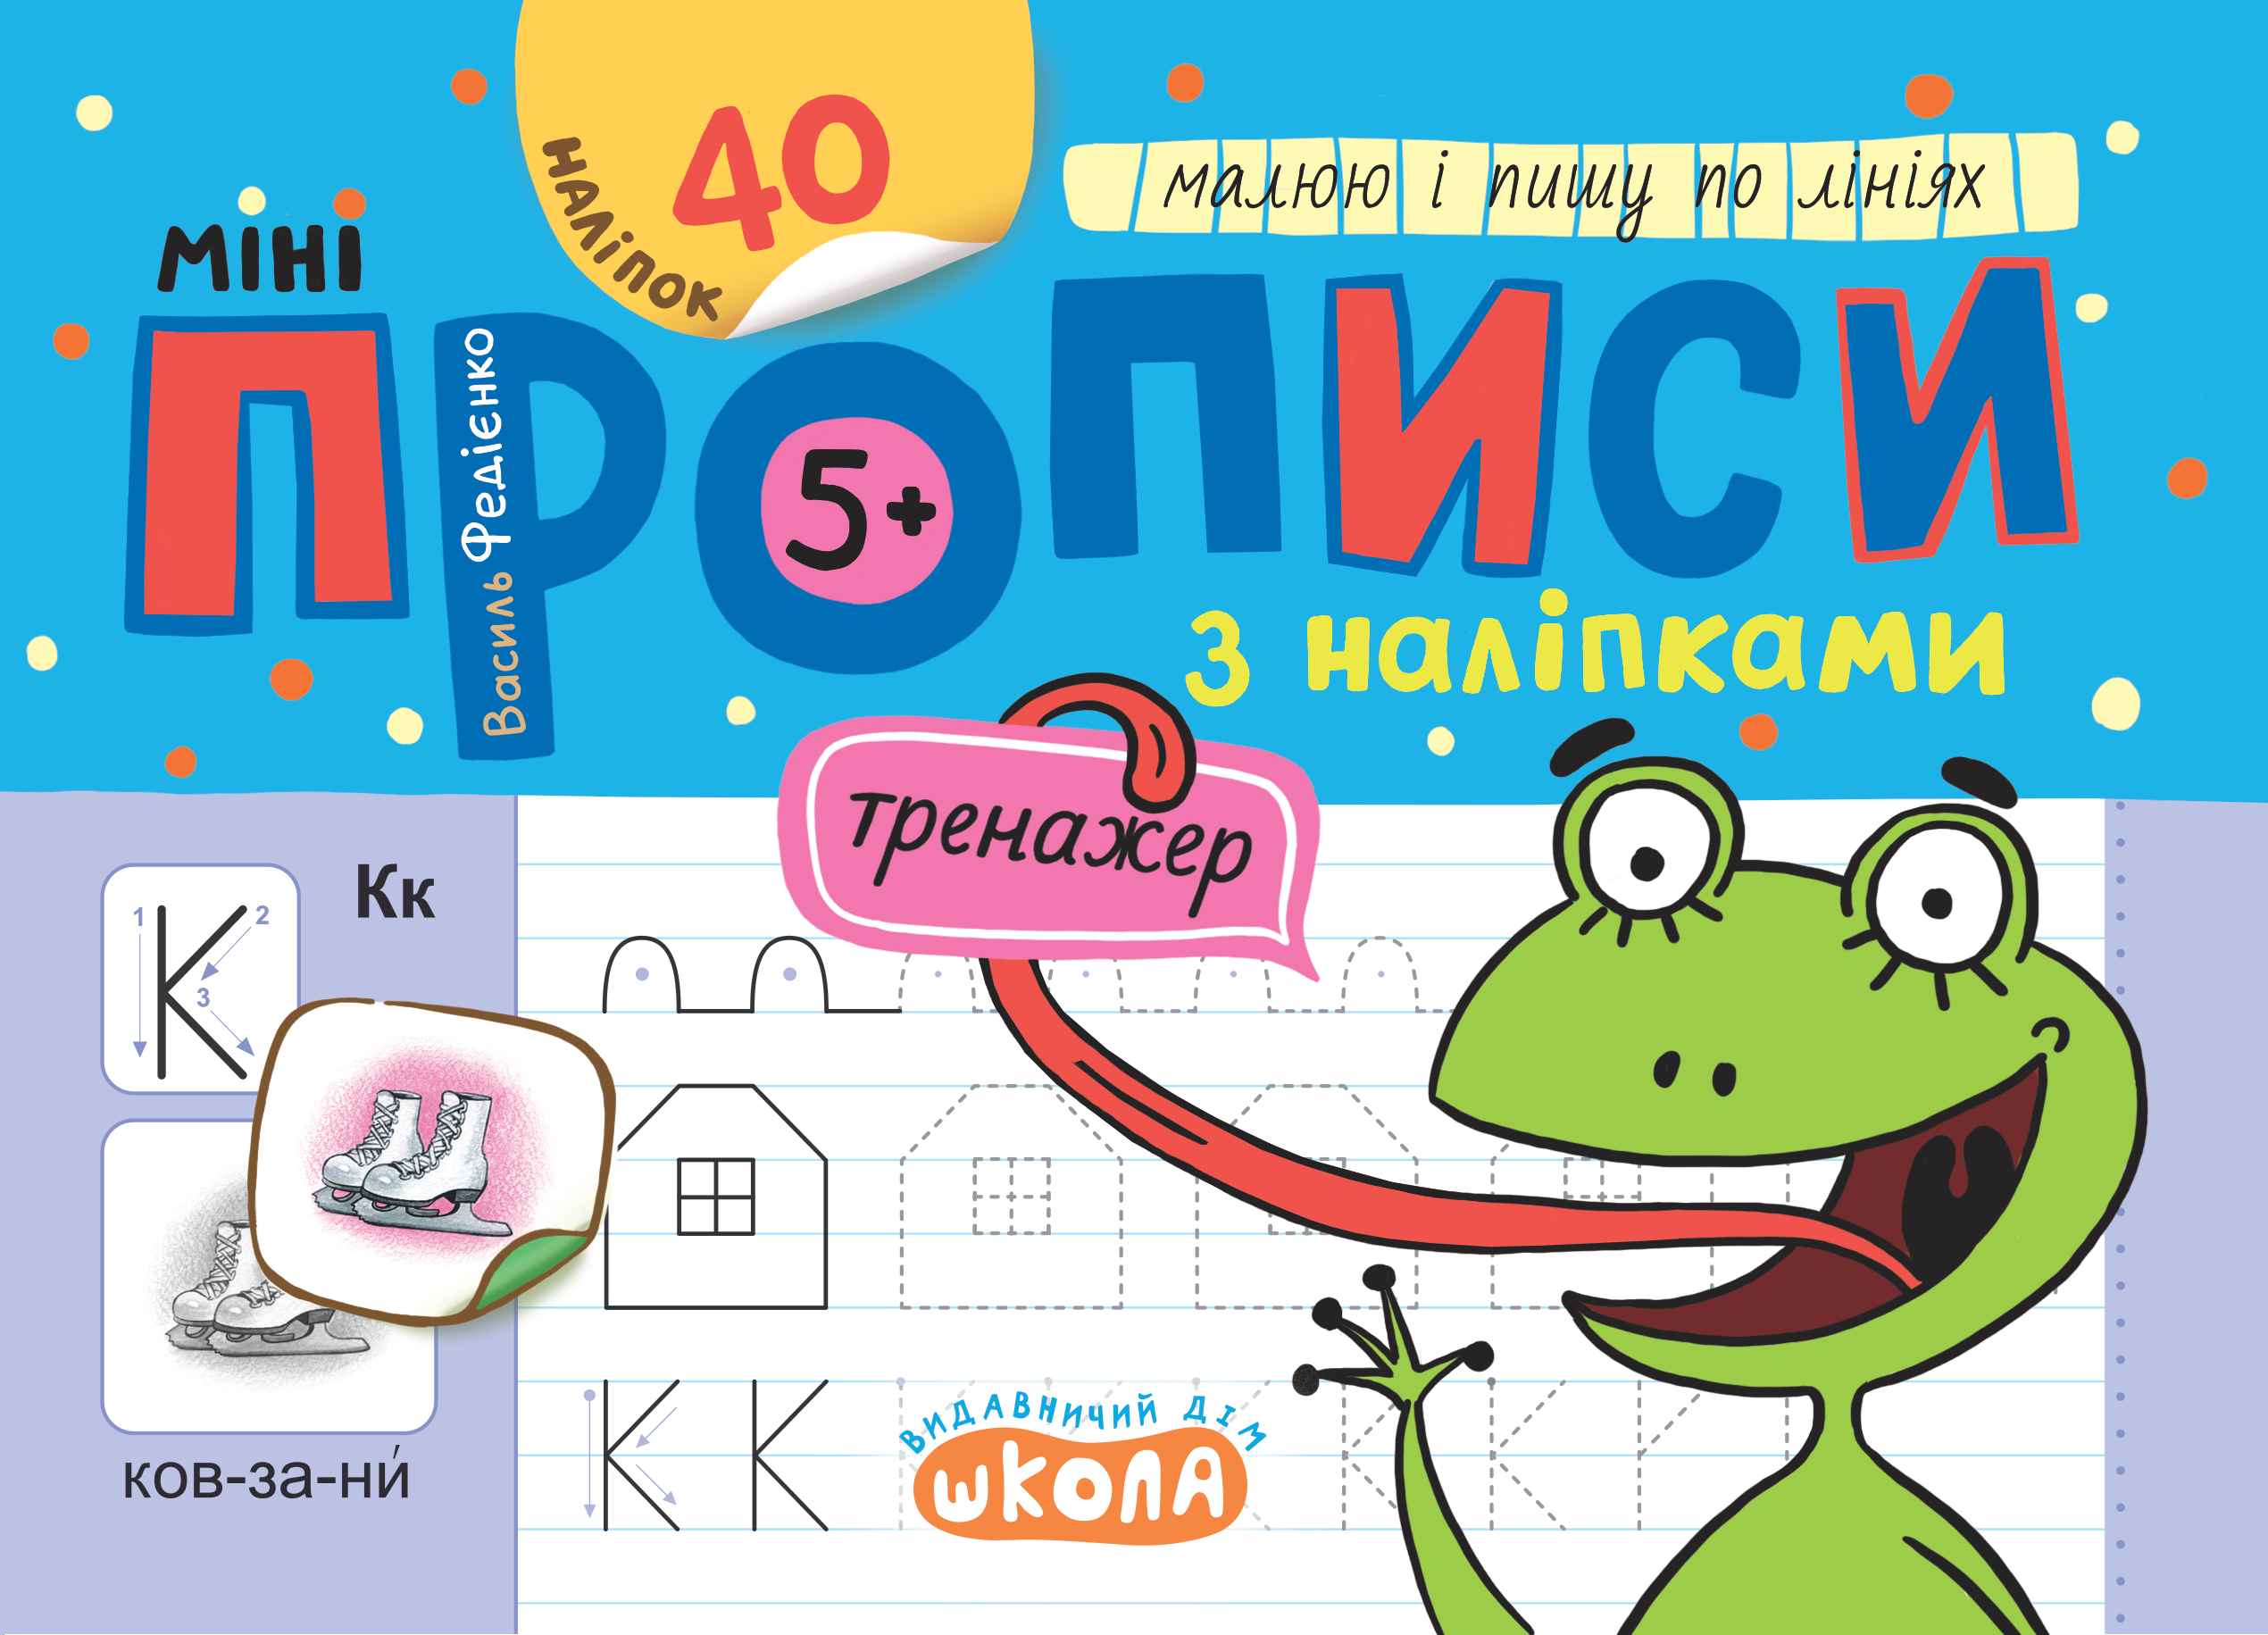 40
наліпок
малюю і пишу по лініях
міні
ПРОПИСИ
Василь Федієнко
5+
з наліпками
тренажер
Кк
1 2
К
3
ков-за-ни́
К К К К К
ВИДАВНИЧИЙ ДІМ
ШКОЛА